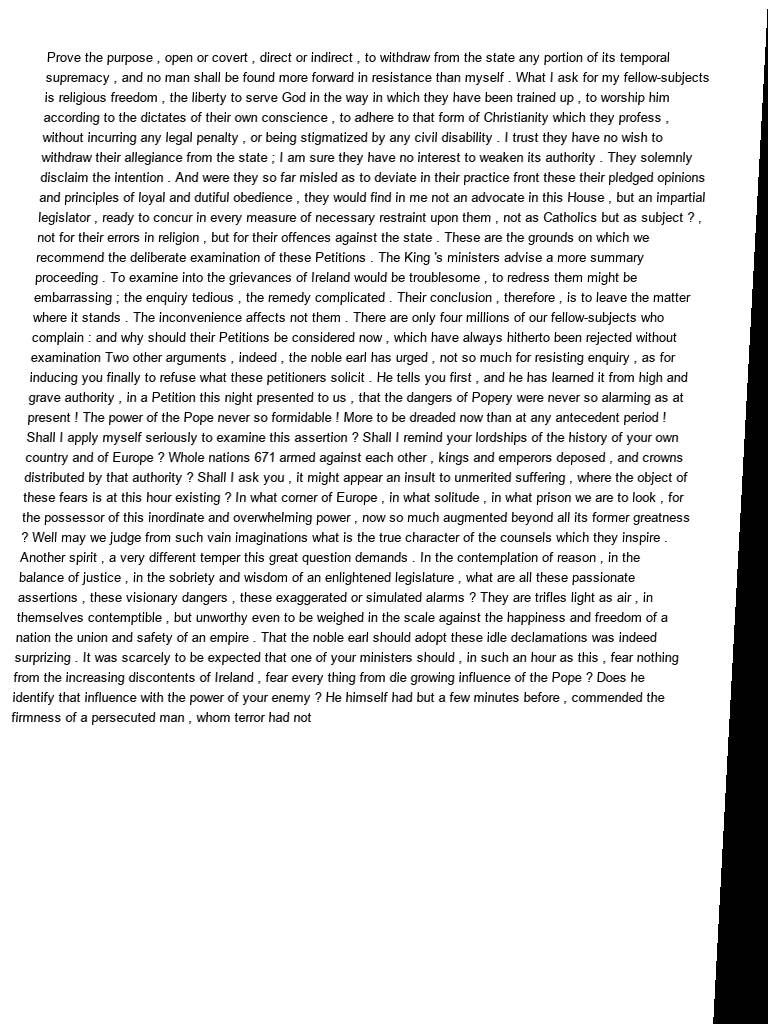 Prove the purpose , open or covert , direct or indirect , to withdraw from the state any portion of its temporal
supremacy , and no man shall be found more forward in resistance than myself . What I ask for my fellow-subjects
is religious freedom , the liberty to serve God in the way in which they have been trained up , to worship him
according to the dictates of their own conscience , to adhere to that form of Christianity which they profess ,
without incurring any legal penalty , or being stigmatized by any civil disability . I trust they have no wish to
withdraw their allegiance from the state ; I am sure they have no interest to weaken its authority . They solemnly
disclaim the intention . And were they so far misled as to deviate in their practice front these their pledged opinions
and principles of loyal and dutiful obedience , they would find in me not an advocate in this House , but an impartial
legislator , ready to concur in every measure of necessary restraint upon them , not as Catholics but as subject ? ,
not for their errors in religion , but for their offences against the state . These are the grounds on which we
recommend the deliberate examination of these Petitions . The King 's ministers advise a more summary
proceeding . To examine into the grievances of Ireland would be troublesome , to redress them might be
embarrassing ; the enquiry tedious , the remedy complicated . Their conclusion , therefore , is to leave the matter
where it stands . The inconvenience affects not them . There are only four millions of our fellow-subjects who
complain : and why should their Petitions be considered now , which have always hitherto been rejected without
examination Two other arguments , indeed , the noble earl has urged , not so much for resisting enquiry , as for
inducing you finally to refuse what these petitioners solicit . He tells you first , and he has learned it from high and
grave authority , in a Petition this night presented to us , that the dangers of Popery were never so alarming as at
present ! The power of the Pope never so formidable ! More to be dreaded now than at any antecedent period !
Shall I apply myself seriously to examine this assertion ? Shall I remind your lordships of the history of your own
country and of Europe ? Whole nations 671 armed against each other , kings and emperors deposed , and crowns
distributed by that authority ? Shall I ask you , it might appear an insult to unmerited suffering , where the object of
these fears is at this hour existing ? In what corner of Europe , in what solitude , in what prison we are to look , for
the possessor of this inordinate and overwhelming power , now so much augmented beyond all its former greatness
? Well may we judge from such vain imaginations what is the true character of the counsels which they inspire .
Another spirit , a very different temper this great question demands . In the contemplation of reason , in the
balance of justice , in the sobriety and wisdom of an enlightened legislature , what are all these passionate
assertions , these visionary dangers , these exaggerated or simulated alarms ? They are trifles light as air , in
themselves contemptible , but unworthy even to be weighed in the scale against the happiness and freedom of a
nation the union and safety of an empire . That the noble earl should adopt these idle declamations was indeed
surprizing . It was scarcely to be expected that one of your ministers should , in such an hour as this , fear nothing
from the increasing discontents of Ireland , fear every thing from die growing influence of the Pope ? Does he
identify that influence with the power of your enemy ? He himself had but a few minutes before , commended the
firmness of a persecuted man , whom terror had not